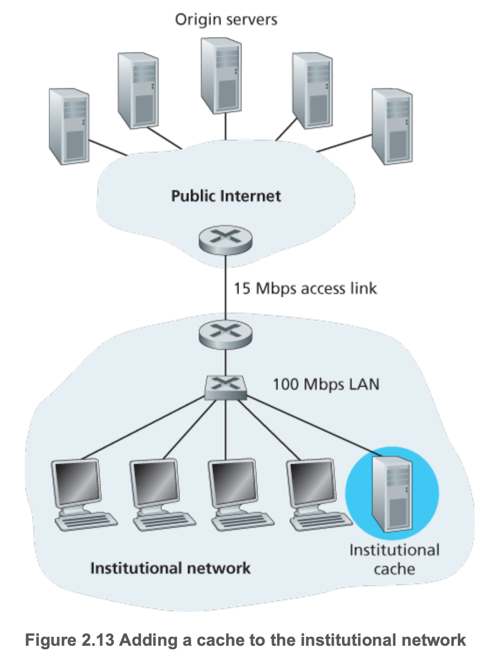 Origin servers
Public Internet
15 Mbps access link
100 Mbps LAN
Institutional
cache
Institutional network
Figure 2.13 Adding a cache to the institutional network